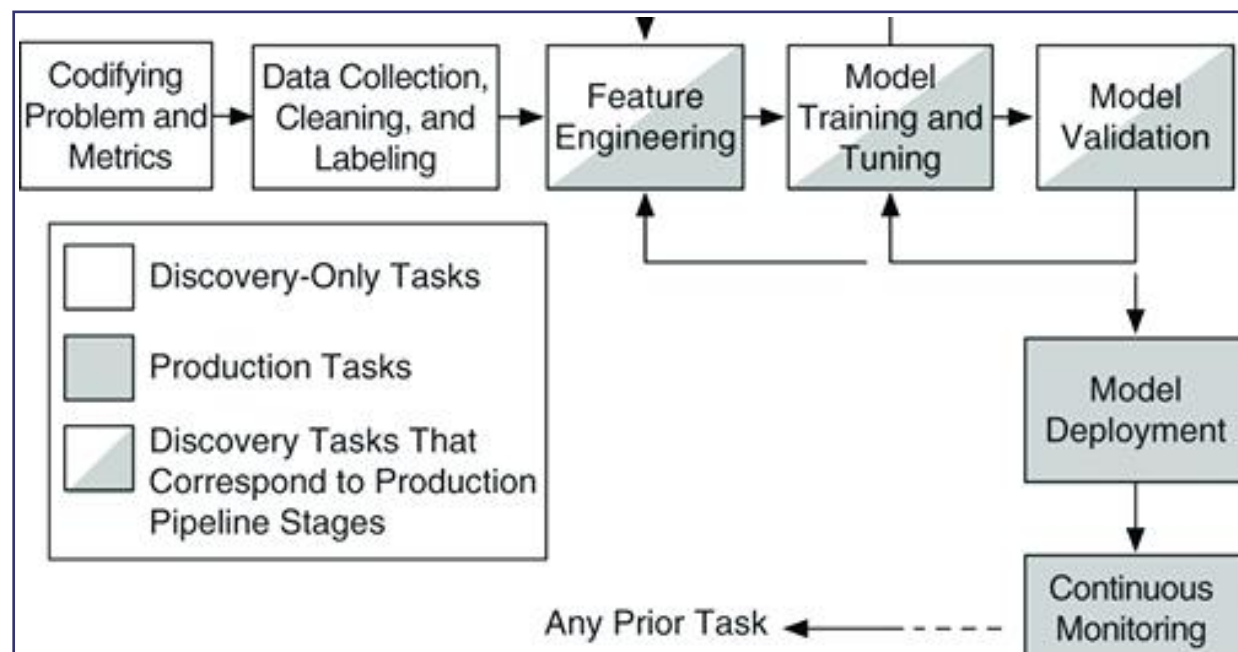 Codifying
Problem and
Metrics
Data Collection,
Cleaning, and
Labeling
Feature
Engineering
Model
Training and
Tuning
Model
Validation
Discovery-Only Tasks
Production Tasks
Discovery Tasks That
Correspond to Production
Pipeline Stages
Model
Deployment
Continuous
Monitoring
Any Prior Task